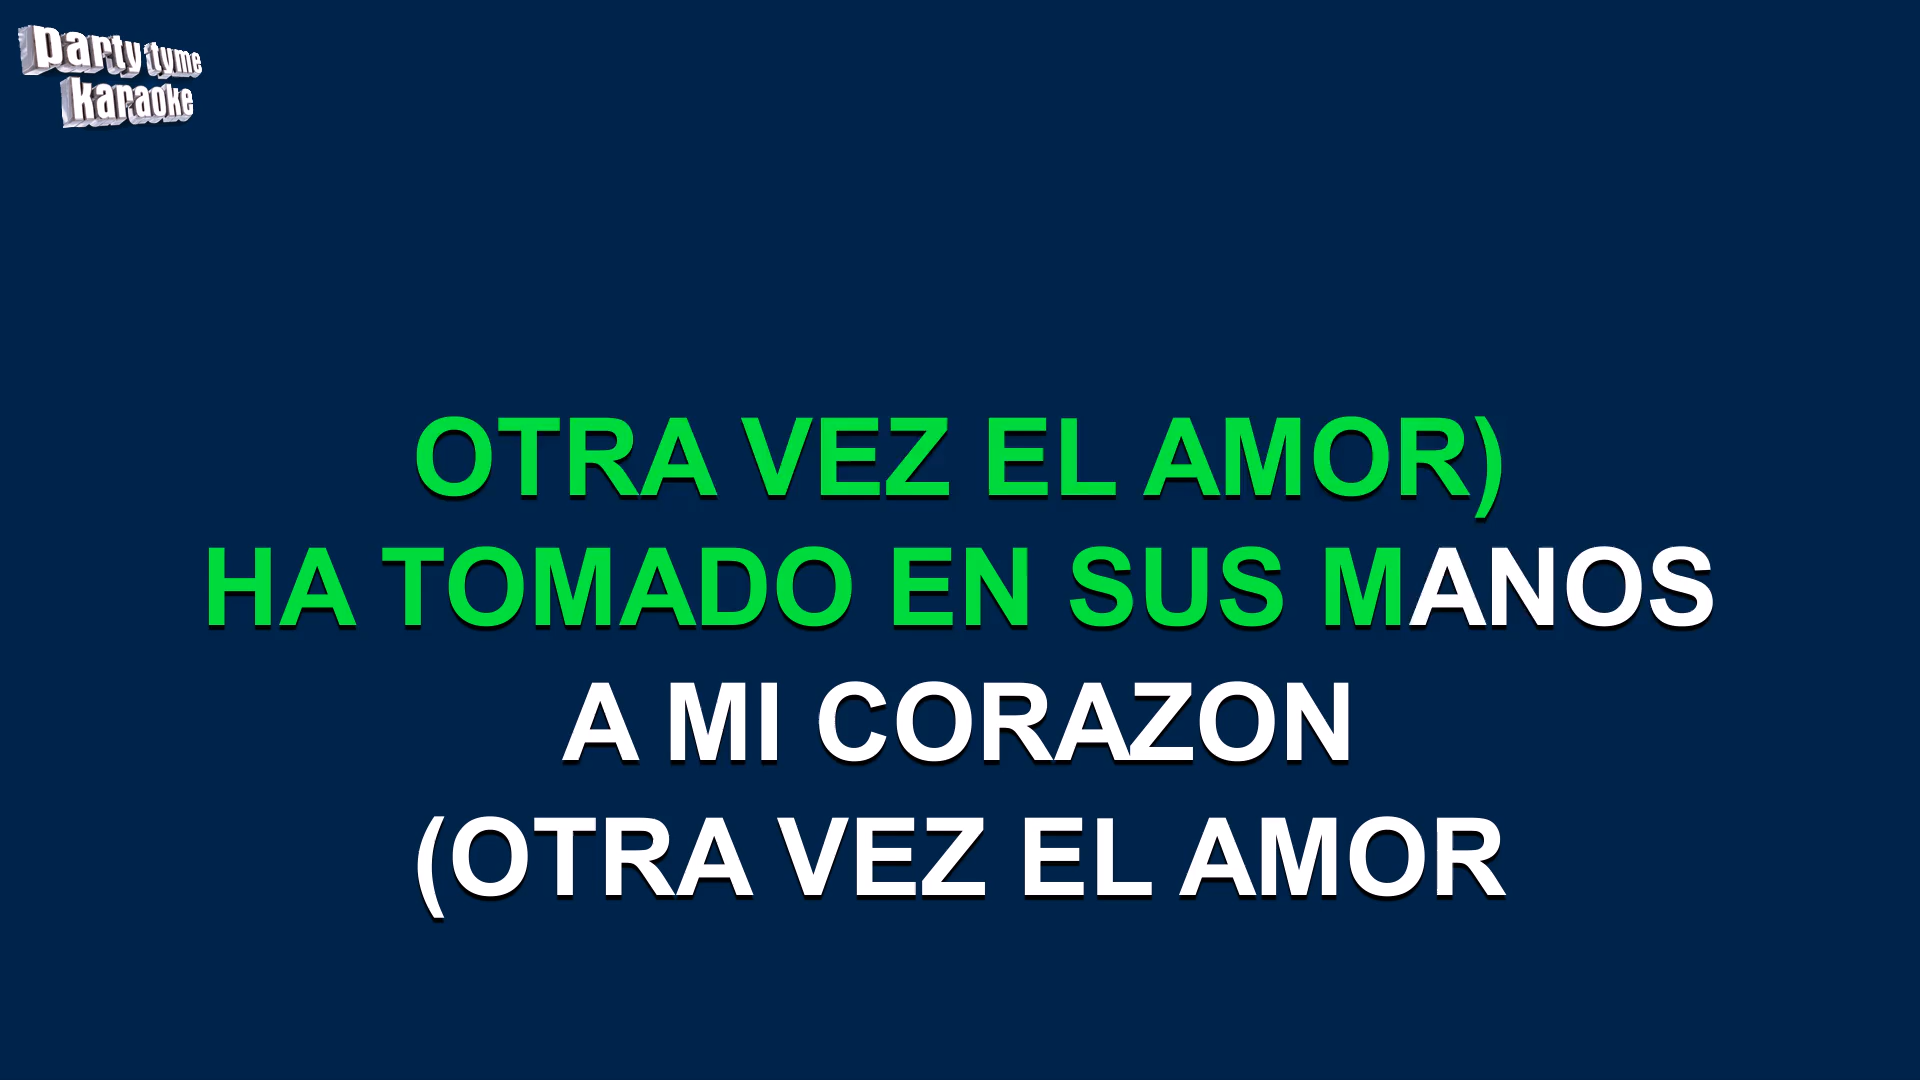 party tyme
karaoke
OTRA VEZ EL AMOR)
HA TOMADO EN SUS MANOS
A MI CORAZON
(OTRA VEZ EL AMOR